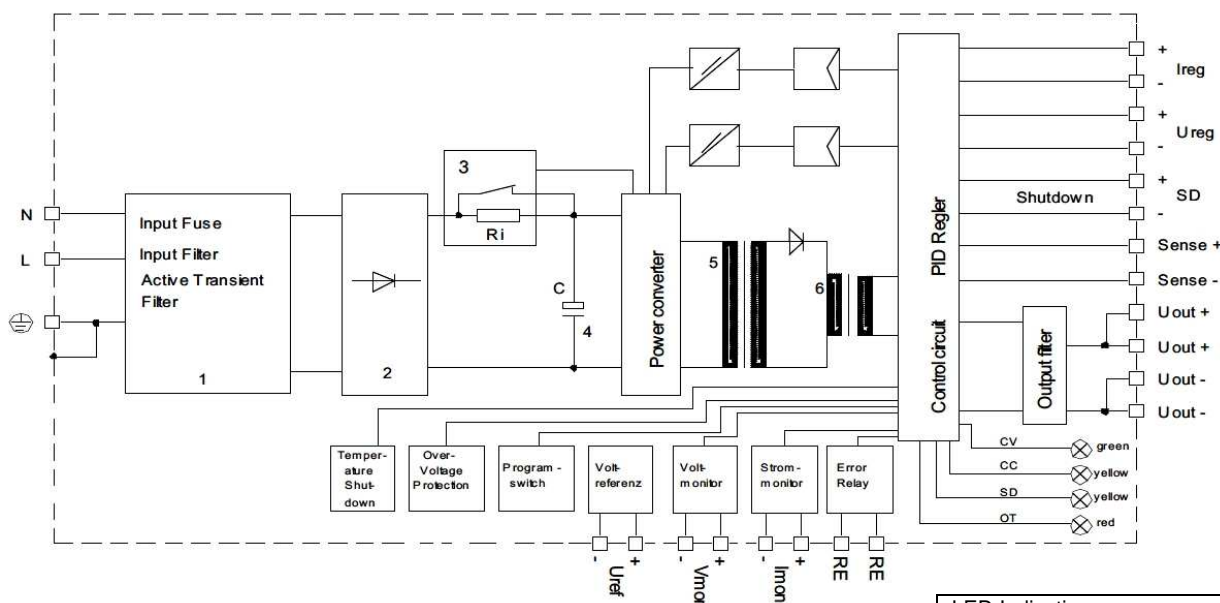 +
Ireg
-
+
Ureg
-
+
Shutdown
SD
-
Sense +
Sense -
Uout +
Uout +
Uout -
Uout -
N
L
Input Fuse
Input Filter
Active Transient
Filter
1
2
3
Ri
C
4
Power converter
5
6
PID Regler
Control circuit
Output filter
Temper-
ature
Shut-
down
Over-
Voltage
Protection
Program-
switch
Volt-
referenz
Volt-
monitor
Strom-
monitor
Error
Relay
CV
green
CC
yellow
SD
yellow
OT
red
-
+
Uref
-
+
Vmon
-
+
Imon
RE
RE